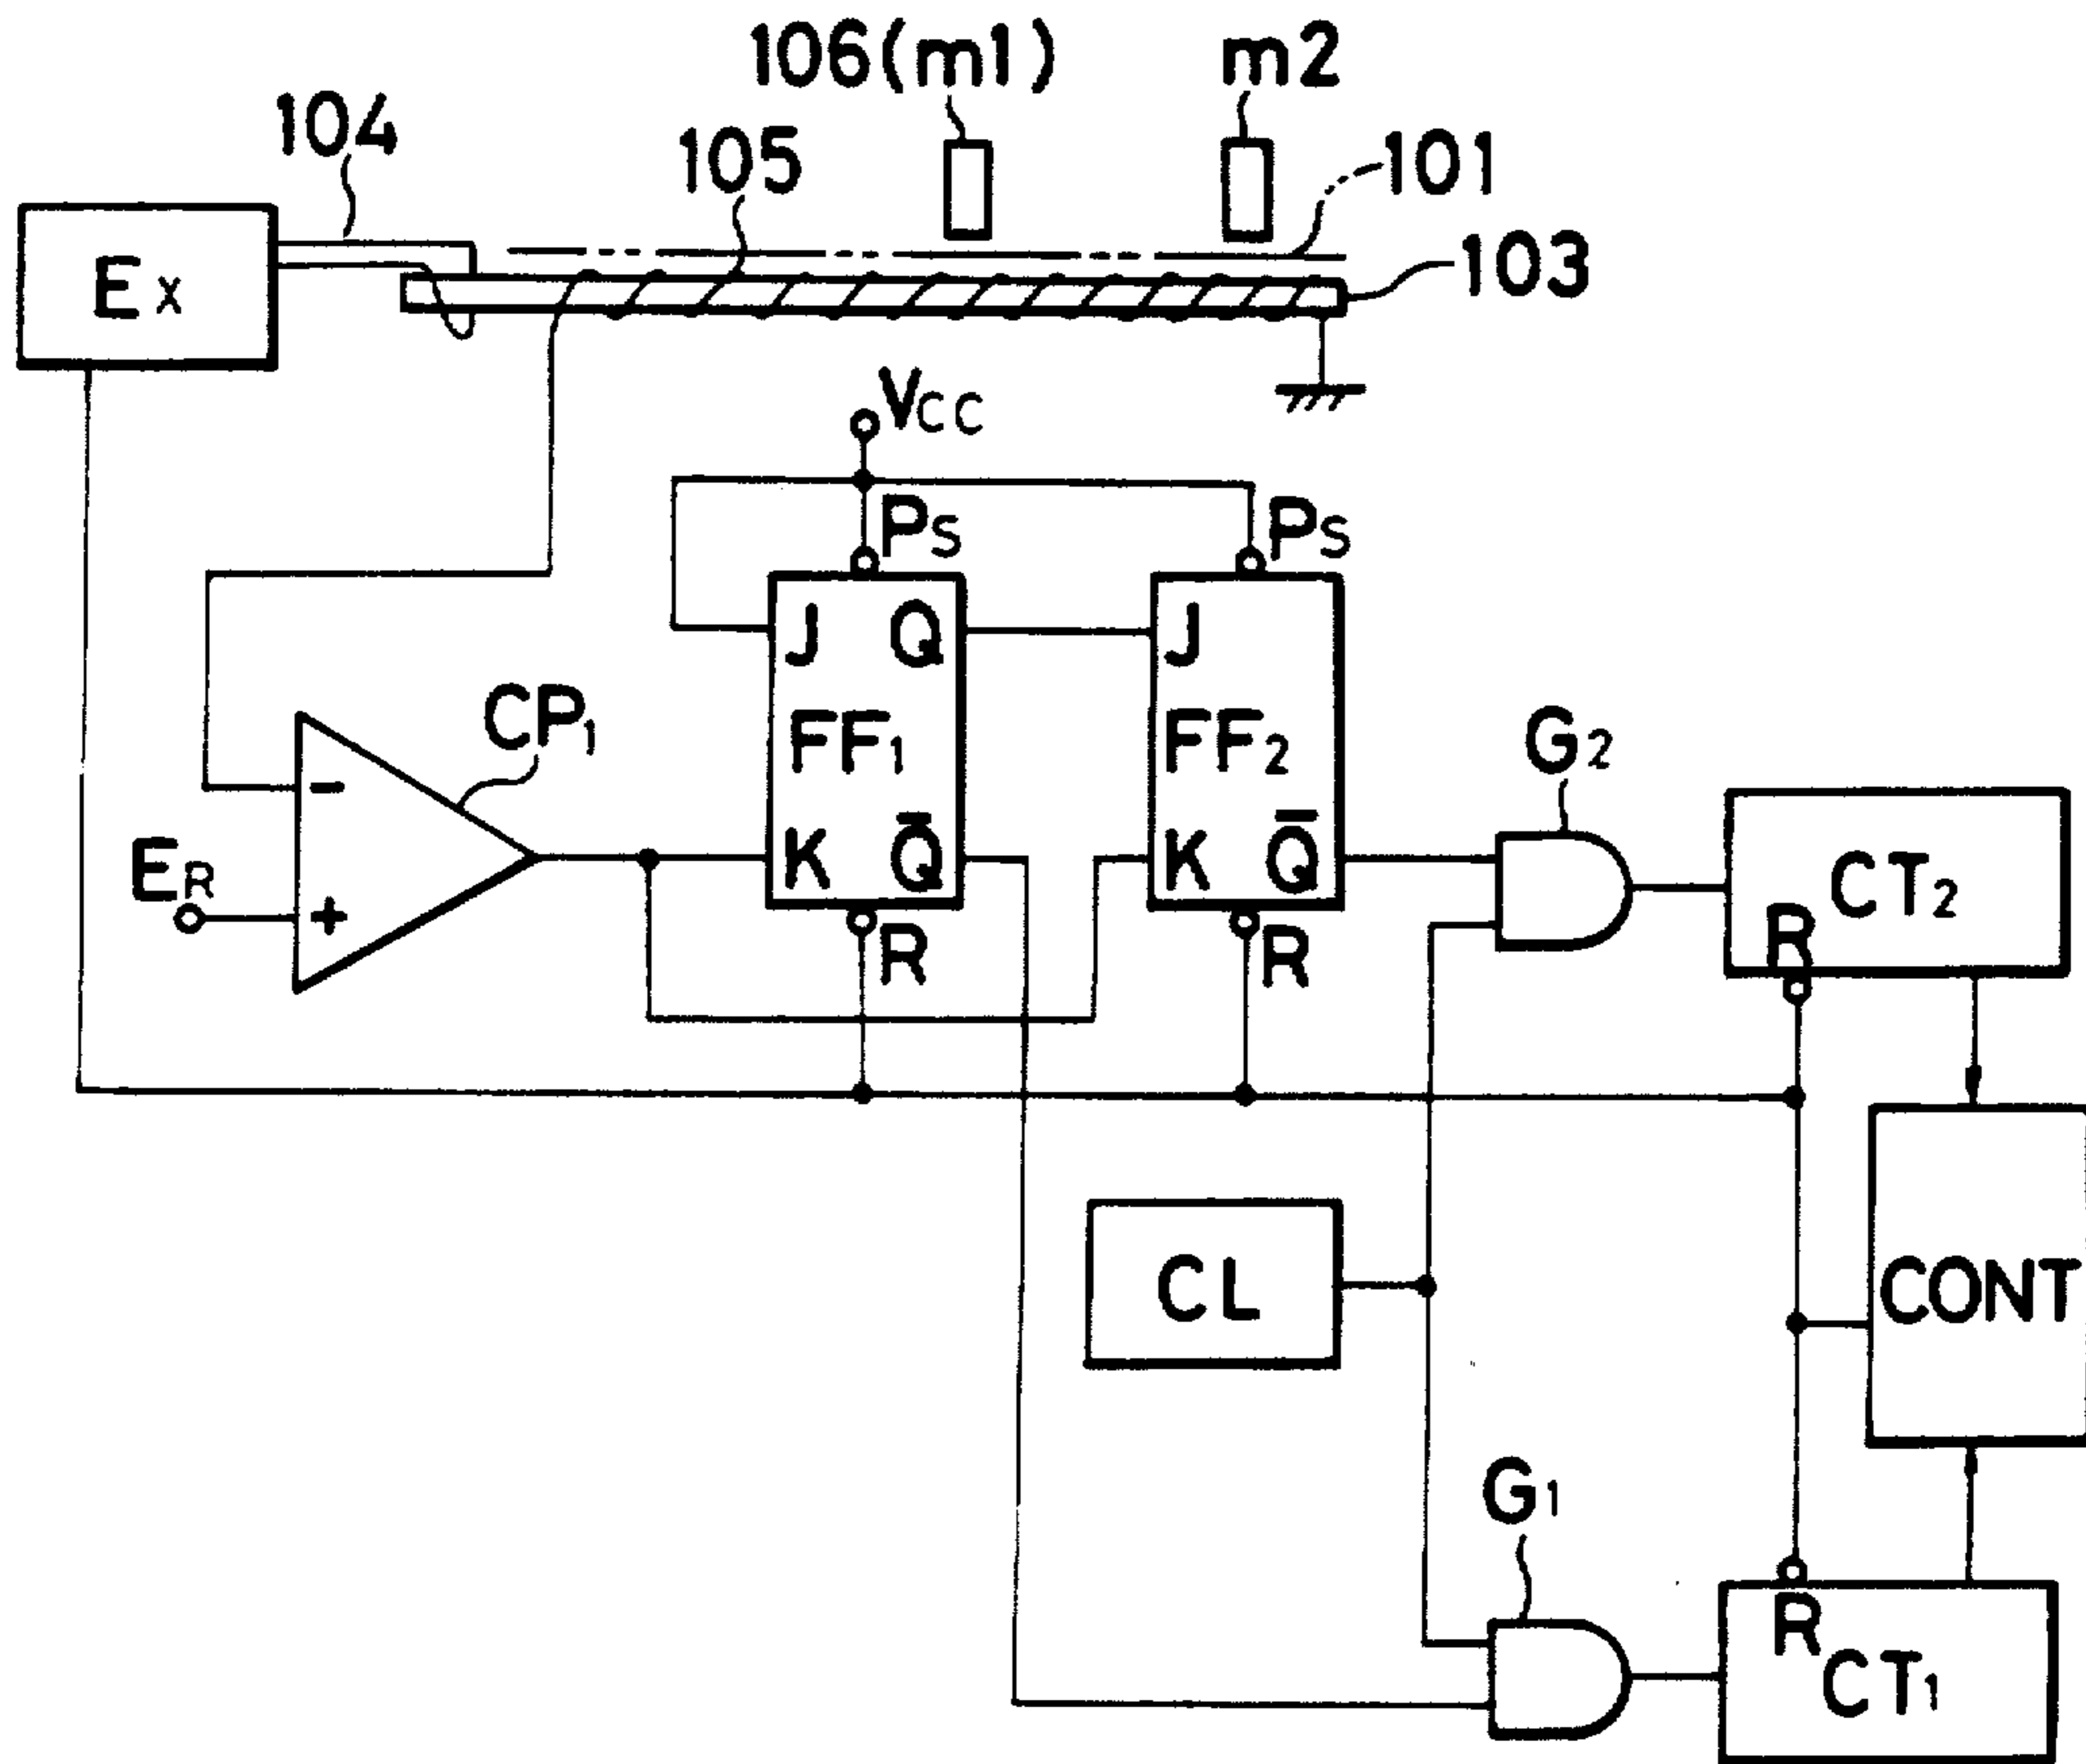 106(m1)
m2
104
105
101
Ex
103
VCC
PS
PS
J Q
J
FF1
FF2
CP1
G2
-
K Q̄
K Q̄
CT2
ER
+
R
R
R
CL
CONT
G1
R
CT1